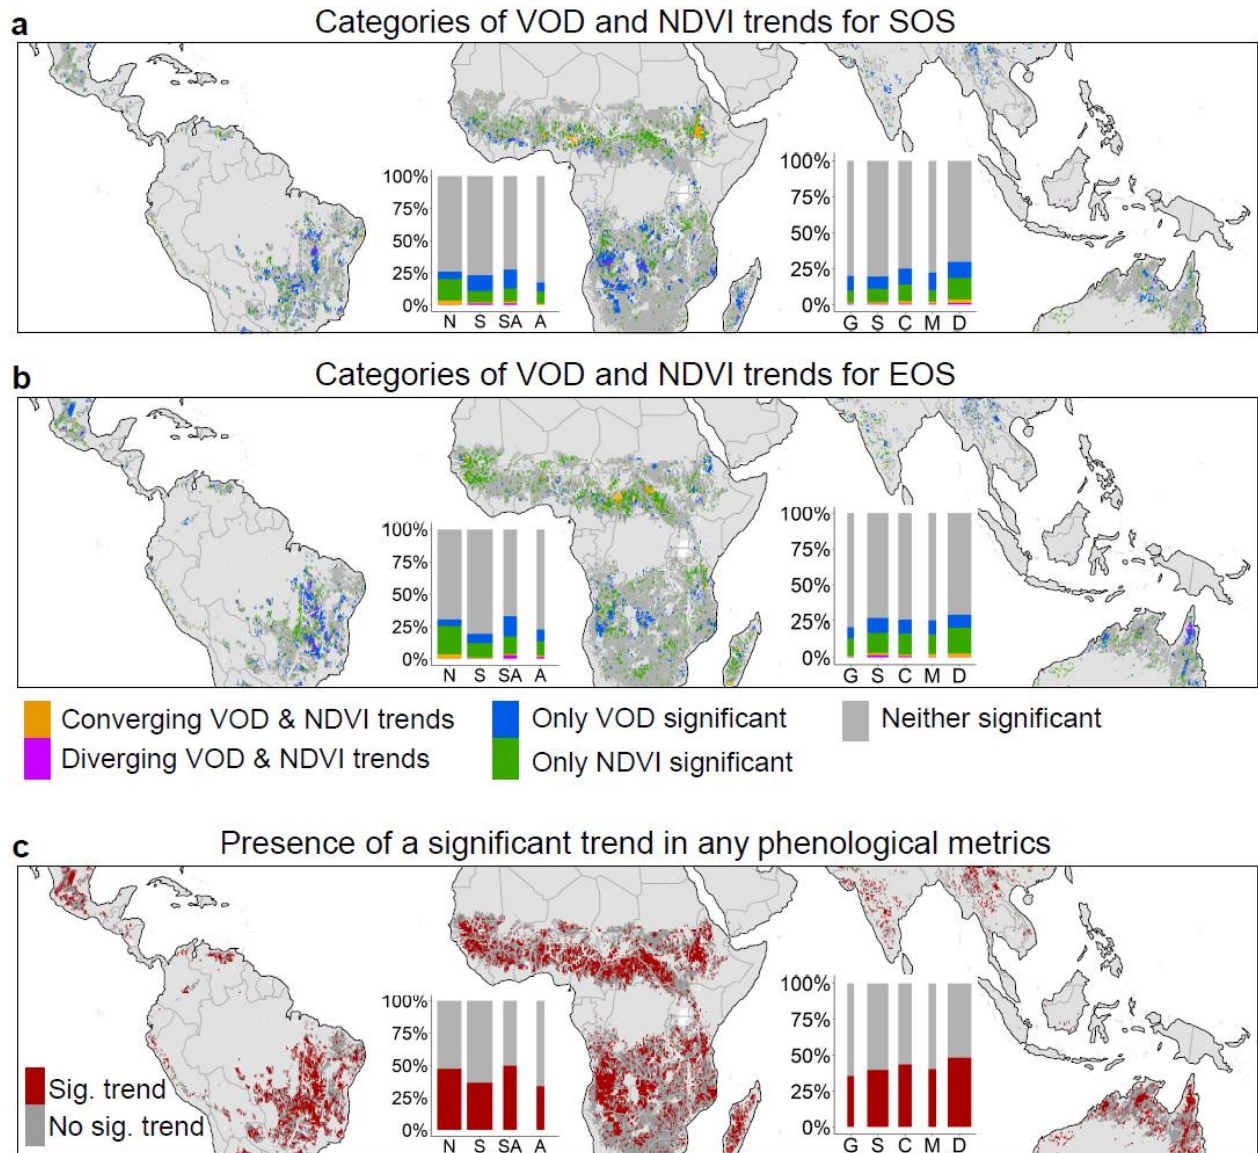 a
Categories of VOD and NDVI trends for SOS
100%
75%
50%
25%
0%
N S SA A
100%
75%
50%
25%
0%
G S C M D
b
Categories of VOD and NDVI trends for EOS
100%
75%
50%
25%
0%
N S SA A
100%
75%
50%
25%
0%
G S C M D
Converging VOD & NDVI trends
Diverging VOD & NDVI trends
Only VOD significant
Only NDVI significant
Neither significant
c
Presence of a significant trend in any phenological metrics
100%
75%
50%
25%
0%
N S SA A
100%
75%
50%
25%
0%
G S C M D
Sig. trend
No sig. trend